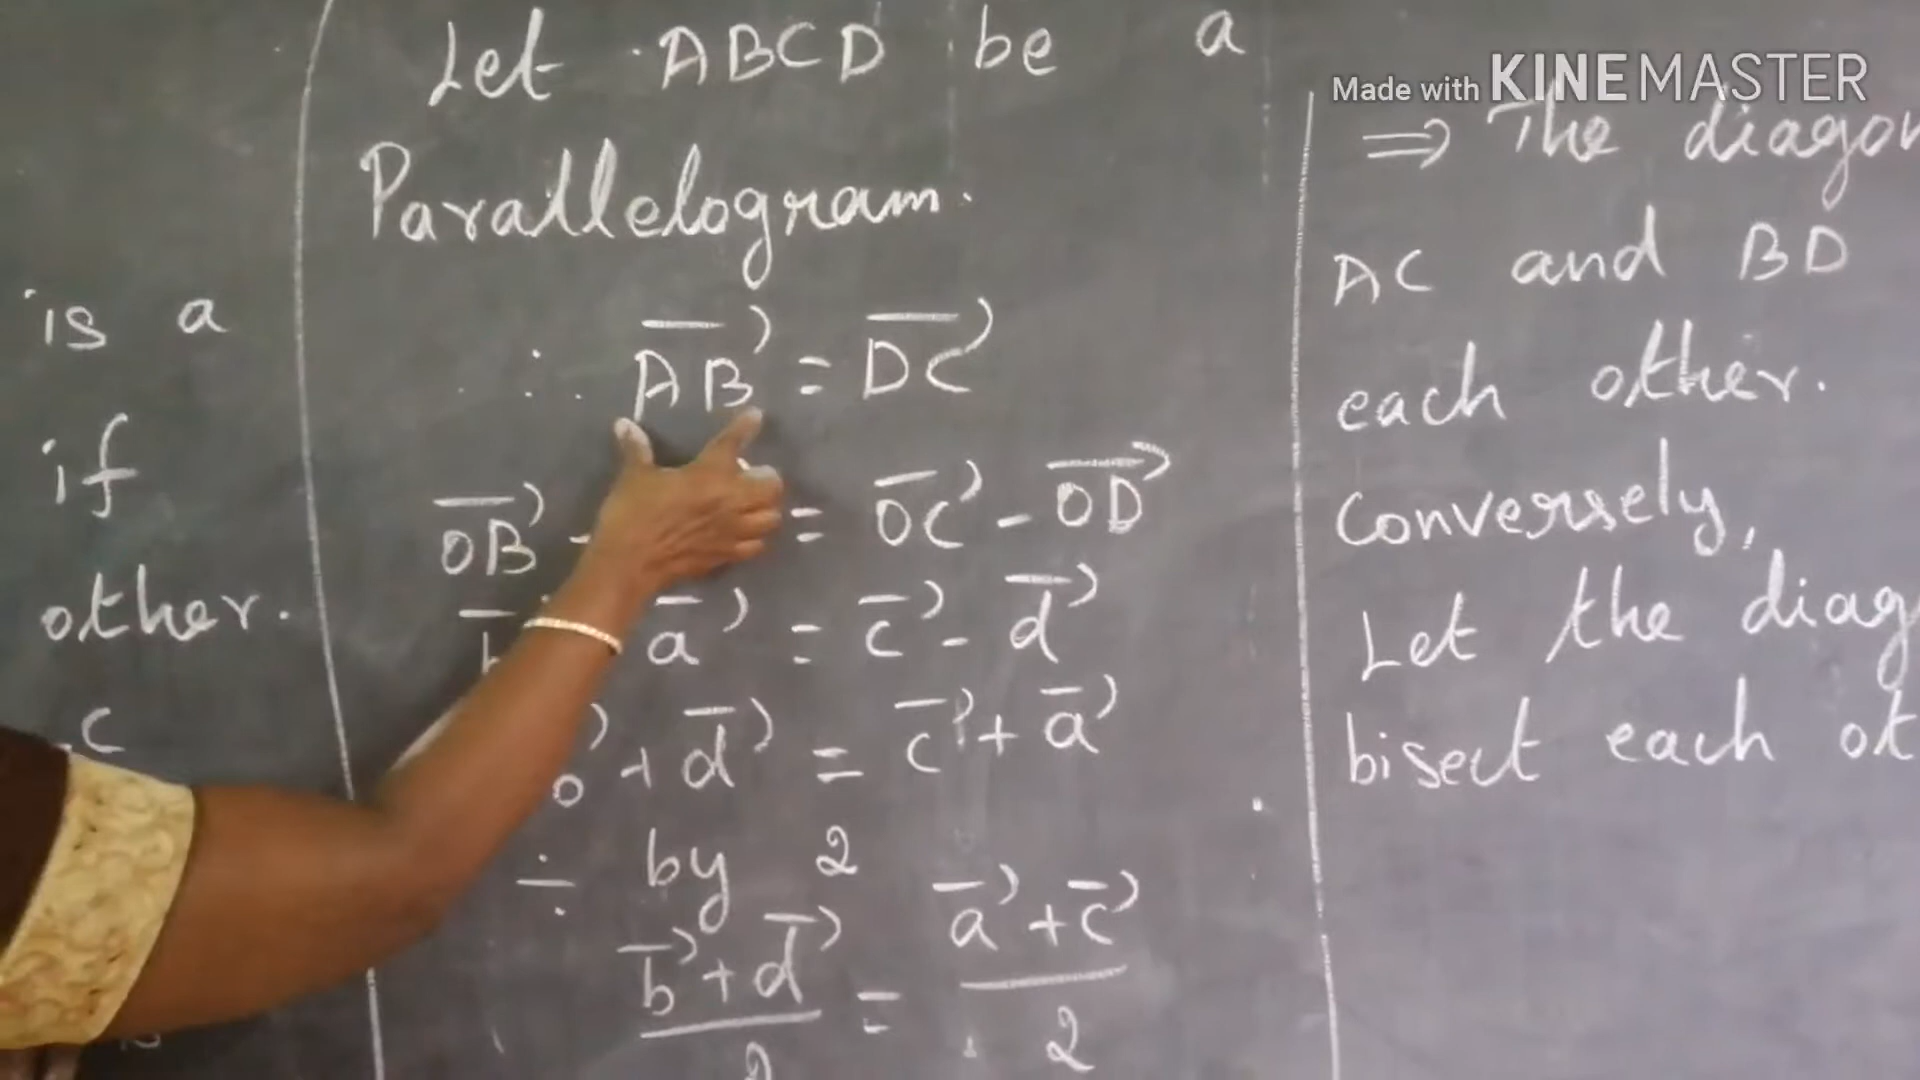 is a
if
other.
Let ABCD be a
Parallelogram.
∴ AB⃗ = DC⃗
OB⃗ - = OC⃗ - OD⃗
a⃗ = c⃗ - d⃗
b⃗ + d⃗ = c⃗ + a⃗
÷ by 2
b⃗ + d⃗ / 2 = a⃗ + c⃗ / 2
Made with KINEMASTER
⇒ The diagon
AC and BD
each other.
Conversely,
Let the diag
bisect each ot